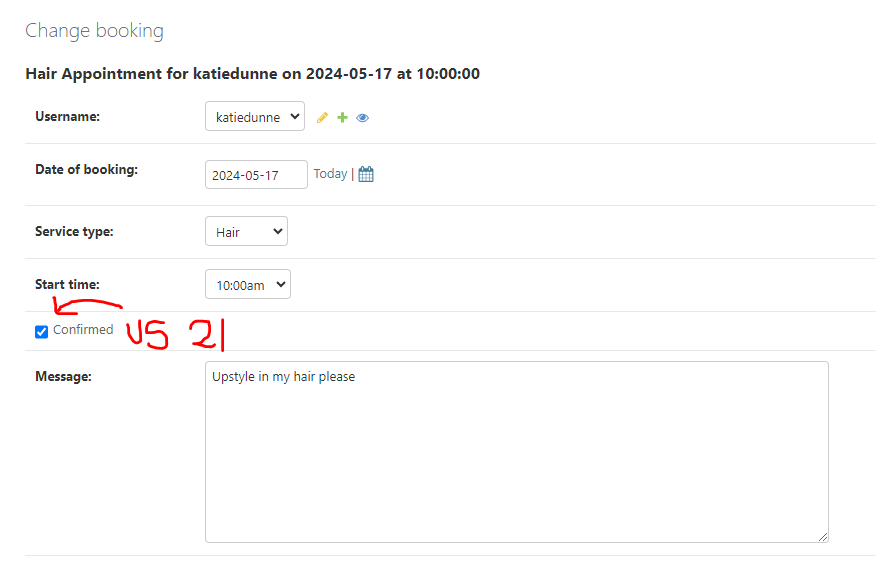 Change booking
Hair Appointment for katiedunne on 2024-05-17 at 10:00:00
Username: katiedunne
Date of booking: 2024-05-17 Today |
Service type: Hair
Start time: 10:00am
Confirmed US 21
Message: Upstyle in my hair please